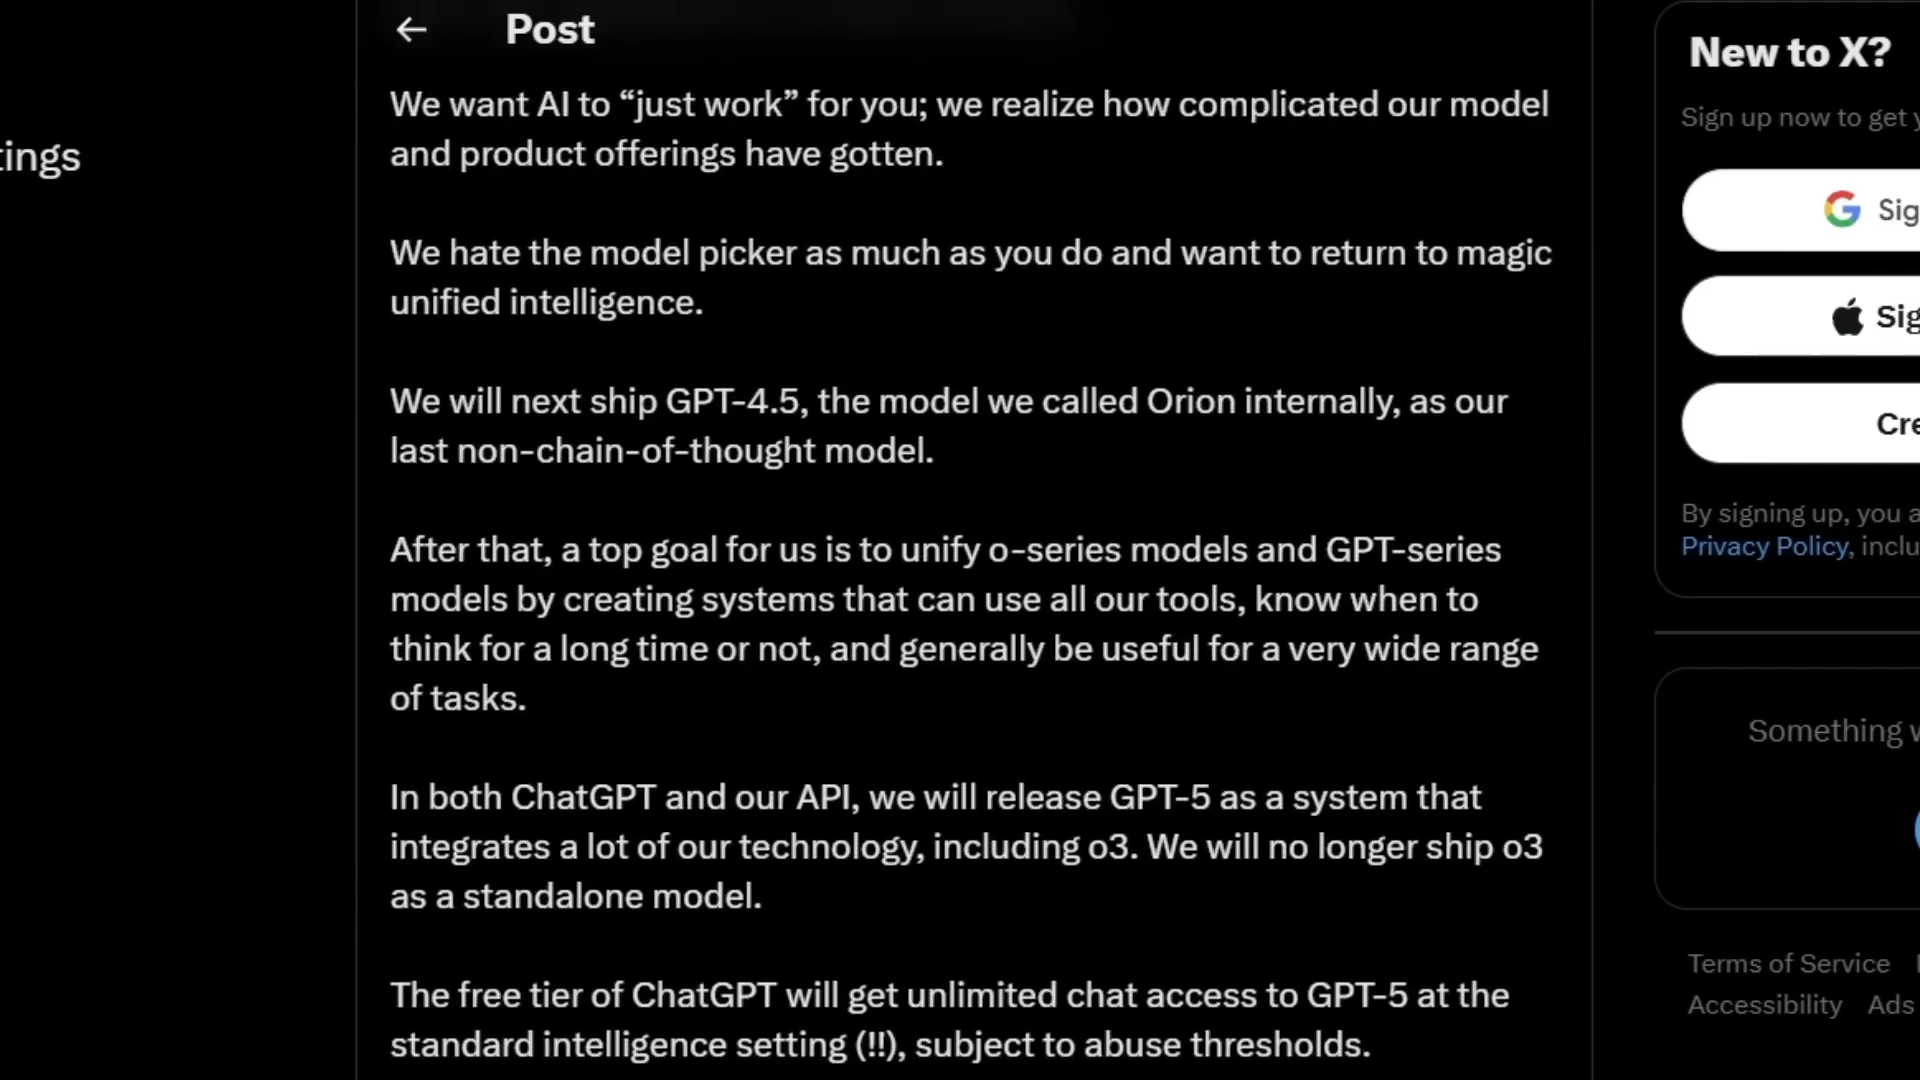 ← Post
We want AI to “just work” for you; we realize how complicated our model
and product offerings have gotten.
We hate the model picker as much as you do and want to return to magic
unified intelligence.
We will next ship GPT-4.5, the model we called Orion internally, as our
last non-chain-of-thought model.
After that, a top goal for us is to unify o-series models and GPT-series
models by creating systems that can use all our tools, know when to
think for a long time or not, and generally be useful for a very wide range
of tasks.
In both ChatGPT and our API, we will release GPT-5 as a system that
integrates a lot of our technology, including o3. We will no longer ship o3
as a standalone model.
The free tier of ChatGPT will get unlimited chat access to GPT-5 at the
standard intelligence setting (!!), subject to abuse thresholds.
tings
New to X?
Sign up now to get
Sig
Sig
Cre
By signing up, you a
Privacy Policy, inclu
Something
Terms of Service
Accessibility Ads